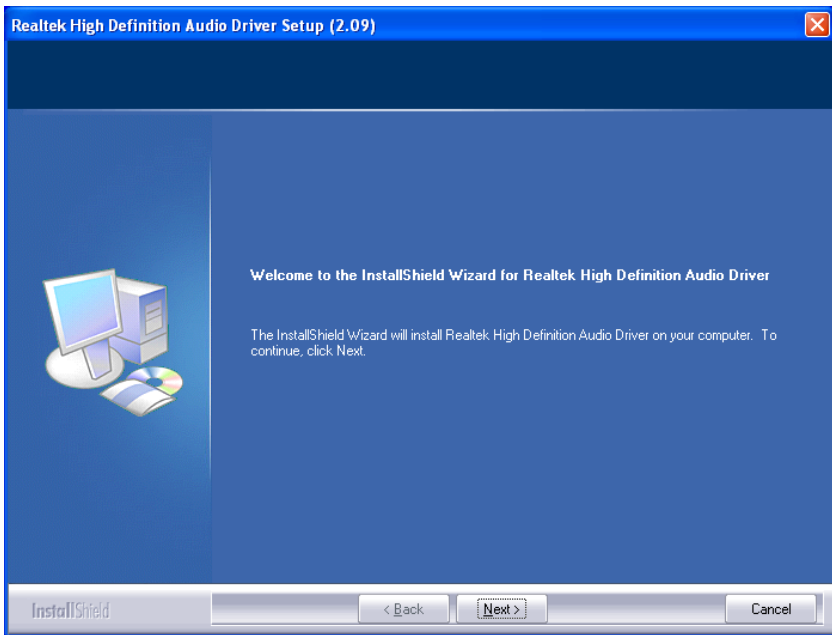 Realtek High Definition Audio Driver Setup (2.09)
Welcome to the InstallShield Wizard for Realtek High Definition Audio Driver
The InstallShield Wizard will install Realtek High Definition Audio Driver on your computer. To
continue, click Next.
InstallShield
< Back
Next >
Cancel